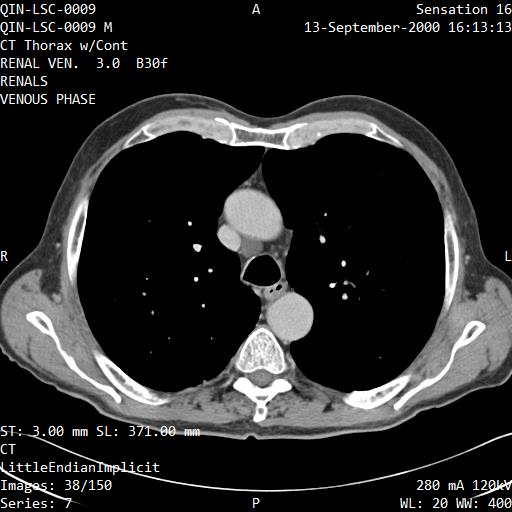 QIN-LSC-0009
A
Sensation 16
QIN-LSC-0009 M
13-September-2000 16:13:13
CT Thorax w/Cont
RENAL VEN. 3.0 B30f
RENALS
VENOUS PHASE
R
L
ST: 3.00 mm SL: 371.00 mm
CT
LittleEndianImplicit
Images: 38/150
280 mA 120kV
Series: 7
P
WL: 20 WW: 400